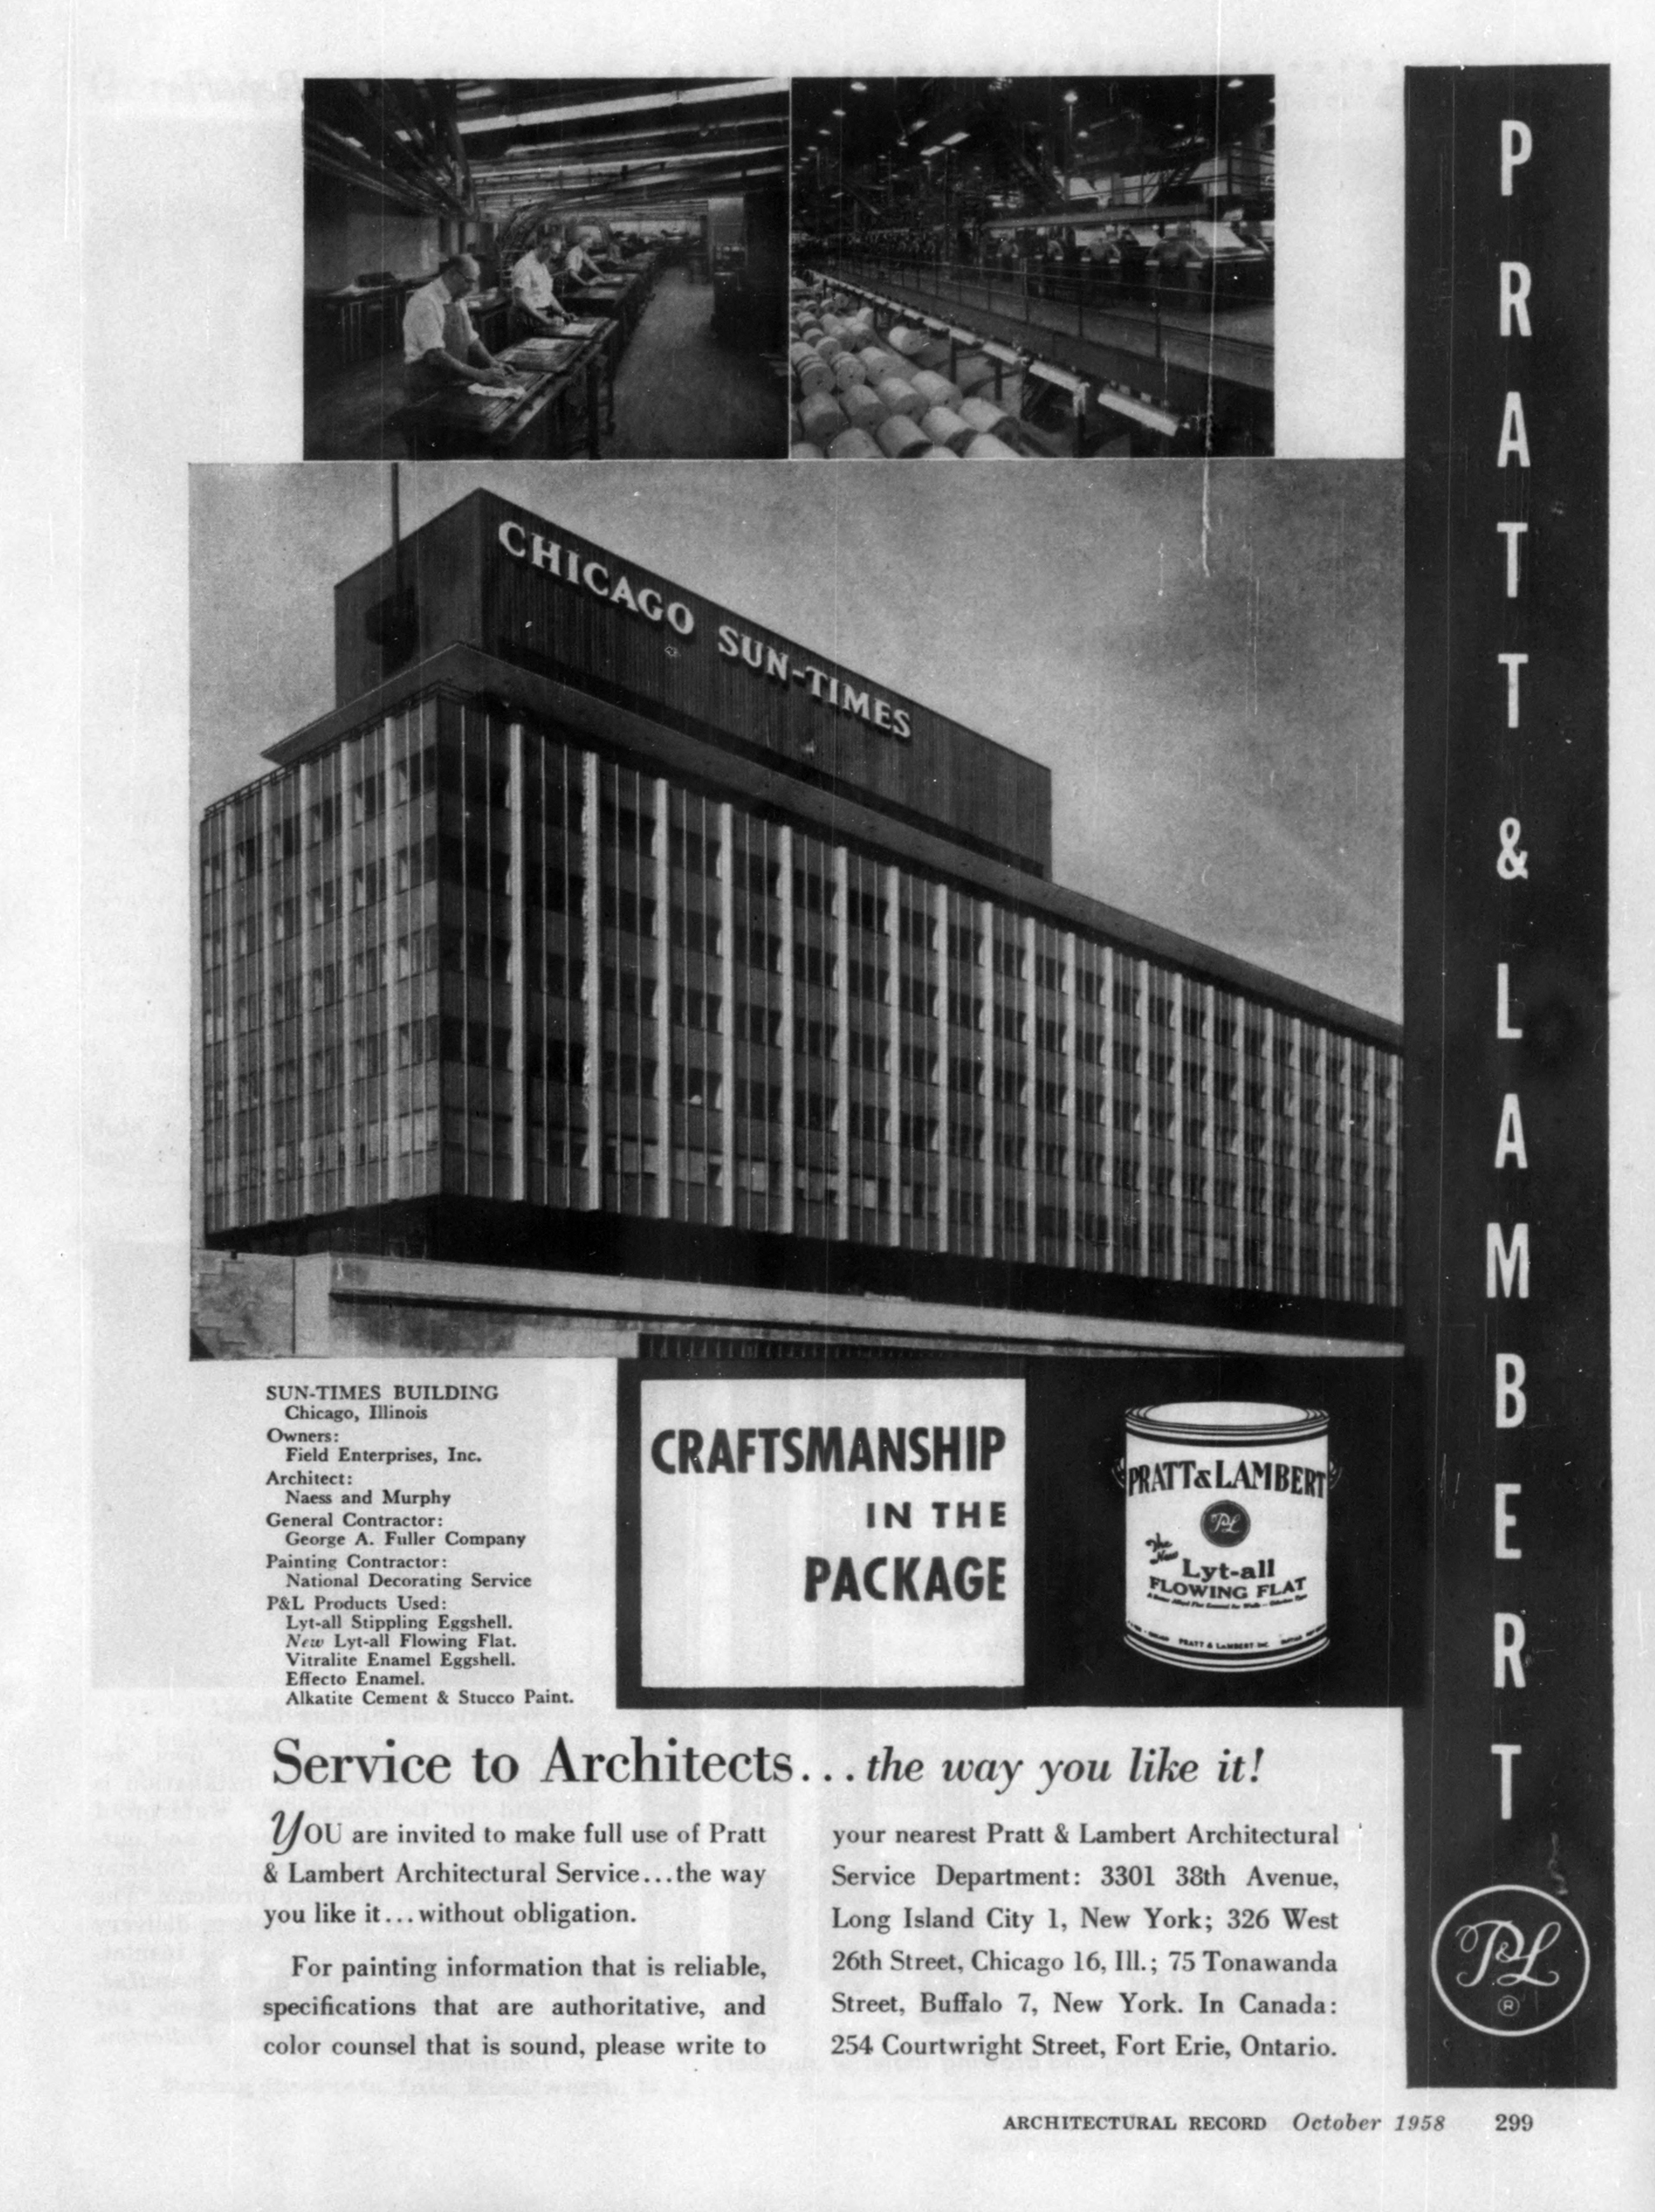 CHICAGO SUN-TIMES
PRATT & LAMBERT
P&L
®
SUN-TIMES BUILDING
Chicago, Illinois
Owners:
Field Enterprises, Inc.
Architect:
Naess and Murphy
General Contractor:
George A. Fuller Company
Painting Contractor:
National Decorating Service
P&L Products Used:
Lyt-all Stippling Eggshell.
New Lyt-all Flowing Flat.
Vitralite Enamel Eggshell.
Effecto Enamel.
Alkatite Cement & Stucco Paint.
CRAFTSMANSHIP
IN THE
PACKAGE
PRATT & LAMBERT
P&L
The
New
Lyt-all
FLOWING FLAT
PRATT & LAMBERT INC.
Service to Architects...the way you like it!
YOU are invited to make full use of Pratt
& Lambert Architectural Service...the way
you like it...without obligation.
For painting information that is reliable,
specifications that are authoritative, and
color counsel that is sound, please write to
your nearest Pratt & Lambert Architectural
Service Department: 3301 38th Avenue,
Long Island City 1, New York; 326 West
26th Street, Chicago 16, Ill.; 75 Tonawanda
Street, Buffalo 7, New York. In Canada:
254 Courtwright Street, Fort Erie, Ontario.
ARCHITECTURAL RECORD October 1958 299